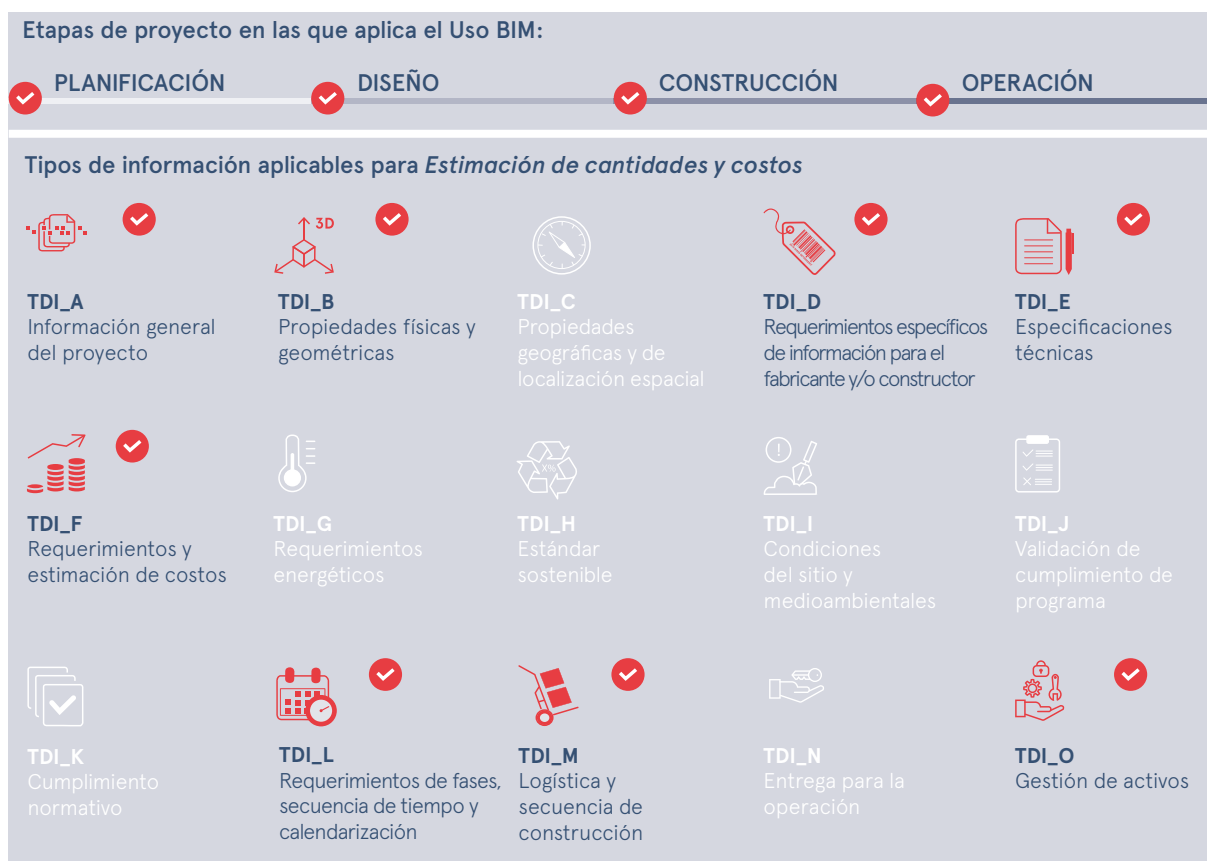 Etapas de proyecto en las que aplica el Uso BIM:
PLANIFICACIÓN
DISEÑO
CONSTRUCCIÓN
OPERACIÓN
Tipos de información aplicables para Estimación de cantidades y costos
3D
TDI_A
Información general
del proyecto
TDI_B
Propiedades físicas y
geométricas
TDI_C
Propiedades
geográficas y de
localización espacial
TDI_D
Requerimientos específicos
de información para el
fabricante y/o constructor
TDI_E
Especificaciones
técnicas
TDI_F
Requerimientos y
estimación de costos
TDI_G
Requerimientos
energéticos
X%
TDI_H
Estándar
sostenible
TDI_I
Condiciones
del sitio y
medioambientales
TDI_J
Validación de
cumplimiento de
programa
TDI_K
Cumplimiento
normativo
TDI_L
Requerimientos de fases,
secuencia de tiempo y
calendarización
TDI_M
Logística y
secuencia de
construcción
TDI_N
Entrega para la
operación
TDI_O
Gestión de activos